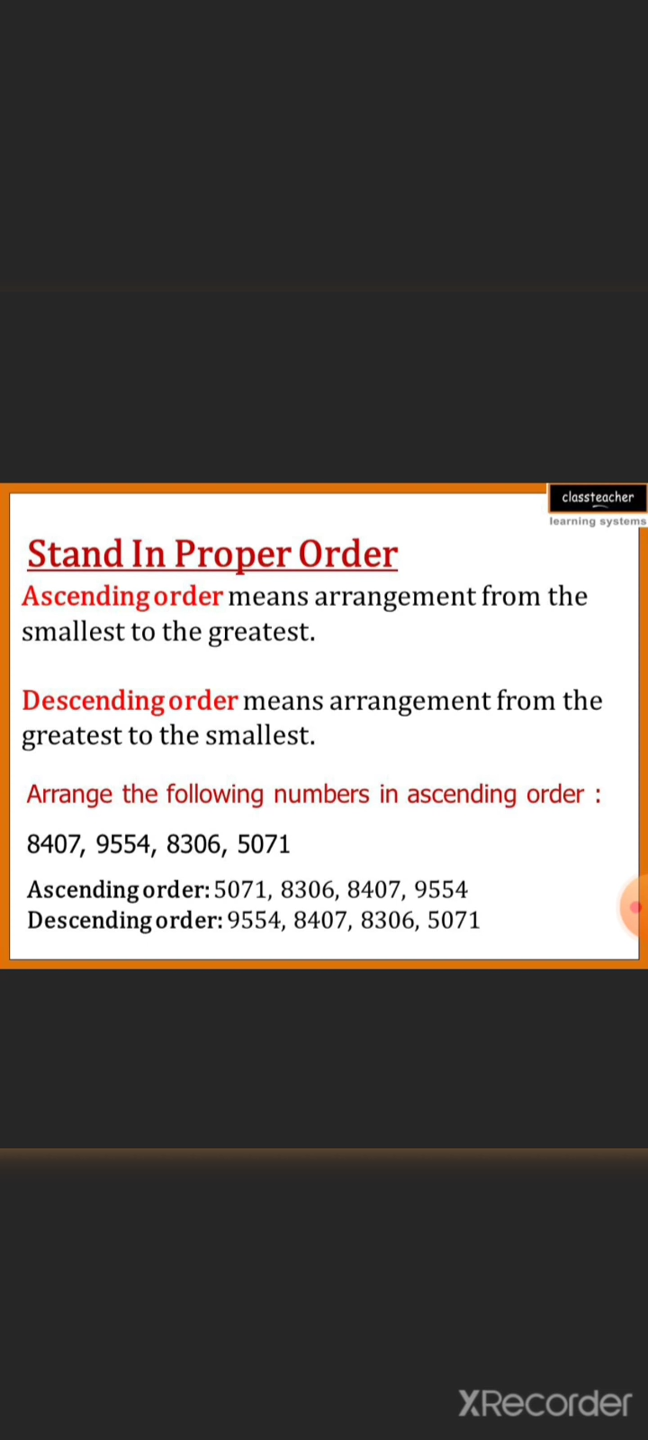 classteacher
learning systems
Stand In Proper Order
Ascending order means arrangement from the
smallest to the greatest.
Descending order means arrangement from the
greatest to the smallest.
Arrange the following numbers in ascending order :
8407, 9554, 8306, 5071
Ascending order: 5071, 8306, 8407, 9554
Descending order: 9554, 8407, 8306, 5071
XRecorder